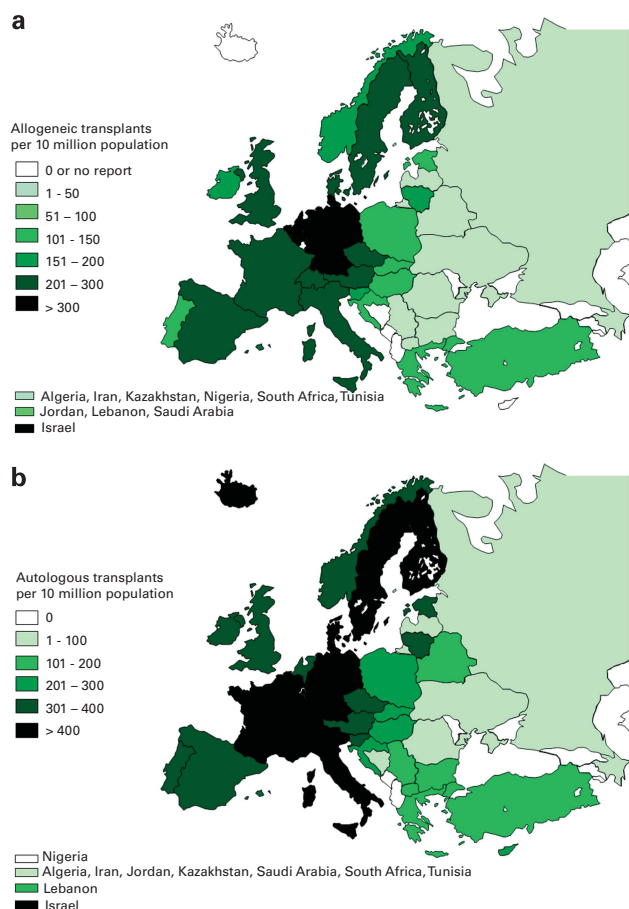 a
Allogeneic transplants
per 10 million population
0 or no report
1 - 50
51 – 100
101 - 150
151 – 200
201 – 300
> 300
Algeria, Iran, Kazakhstan, Nigeria, South Africa, Tunisia
Jordan, Lebanon, Saudi Arabia
Israel
b
Autologous transplants
per 10 million population
0
1 - 100
101 - 200
201 – 300
301 – 400
> 400
Nigeria
Algeria, Iran, Jordan, Kazakhstan, Saudi Arabia, South Africa, Tunisia
Lebanon
Israel